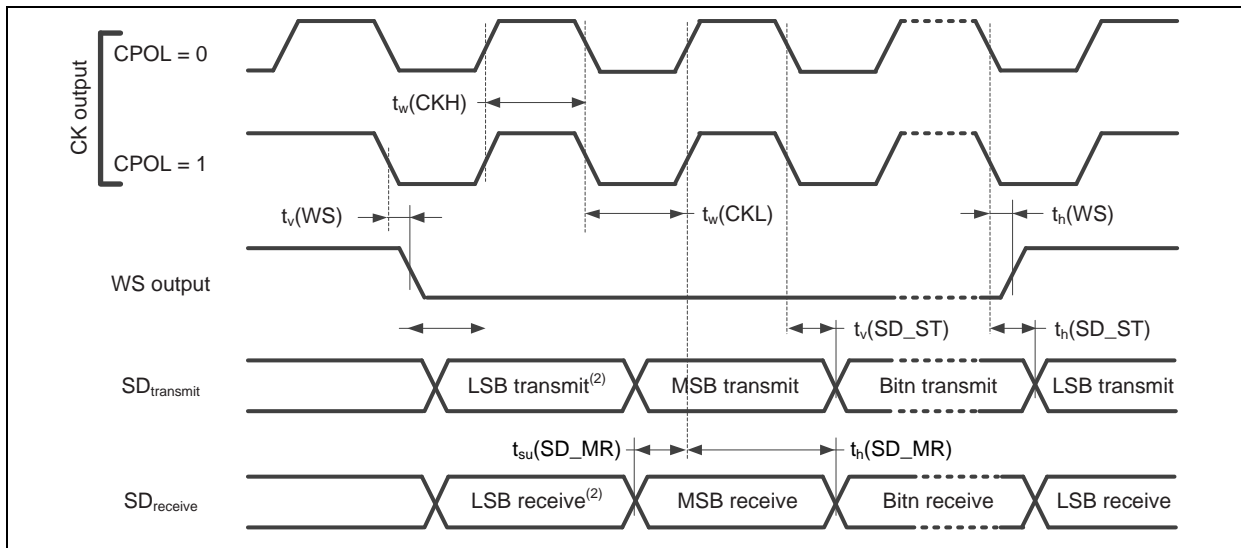 CK output
CPOL = 0
tw(CKH)
CPOL = 1
tv(WS)
tw(CKL)
th(WS)
WS output
tv(SD_ST)
th(SD_ST)
SDtransmit
LSB transmit(2)
MSB transmit
Bitn transmit
LSB transmit
tsu(SD_MR)
th(SD_MR)
SDreceive
LSB receive(2)
MSB receive
Bitn receive
LSB receive